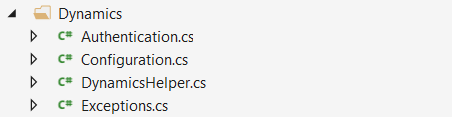 Dynamics
C# Authentication.cs
C# Configuration.cs
C# DynamicsHelper.cs
C# Exceptions.cs